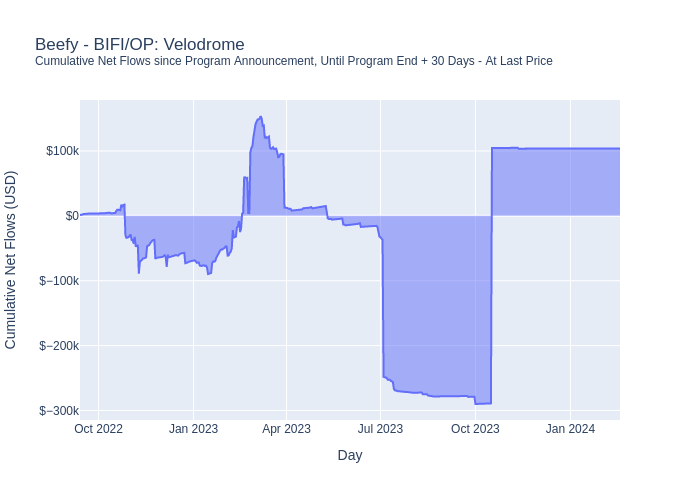 Beefy - BIFI/OP: Velodrome
Cumulative Net Flows since Program Announcement, Until Program End + 30 Days - At Last Price
Cumulative Net Flows (USD)
$100k
$0
$−100k
$−200k
$−300k
Oct 2022 Jan 2023 Apr 2023 Jul 2023 Oct 2023 Jan 2024
Day